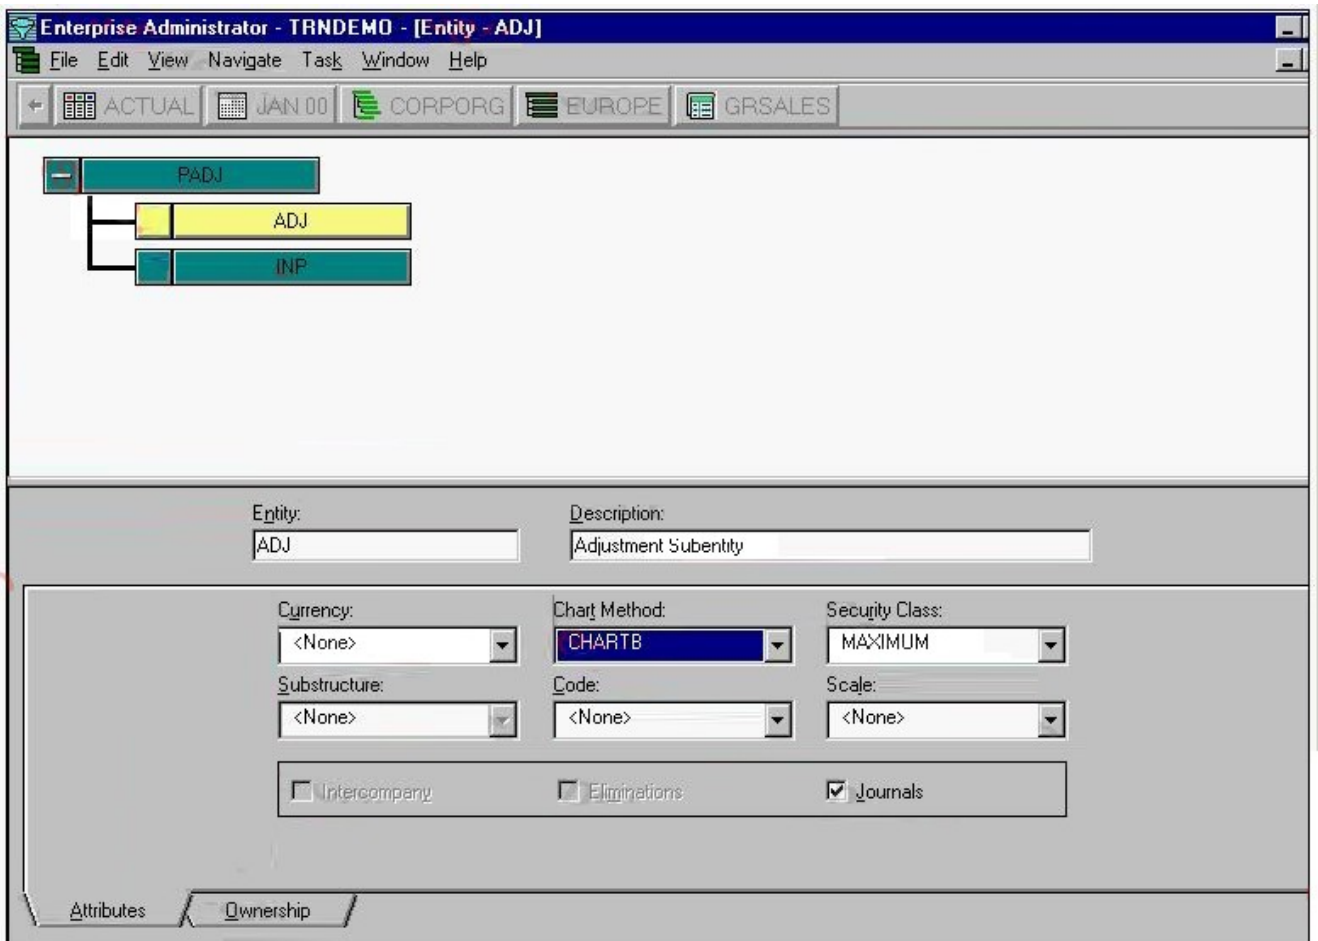 Enterprise Administrator - TRNDEMO - [Entity - ADJ]
File Edit View Navigate Task Window Help
ACTUAL JAN 00 CORPORG EUROPE GRSALES
PADJ
ADJ
INP
Entity: Description:
ADJ Adjustment Subentity
Currency: Chart Method: Security Class:
<None> CHARTB MAXIMUM
Substructure: Code: Scale:
<None> <None> <None>
Intercompany Eliminations Journals
Attributes Ownership